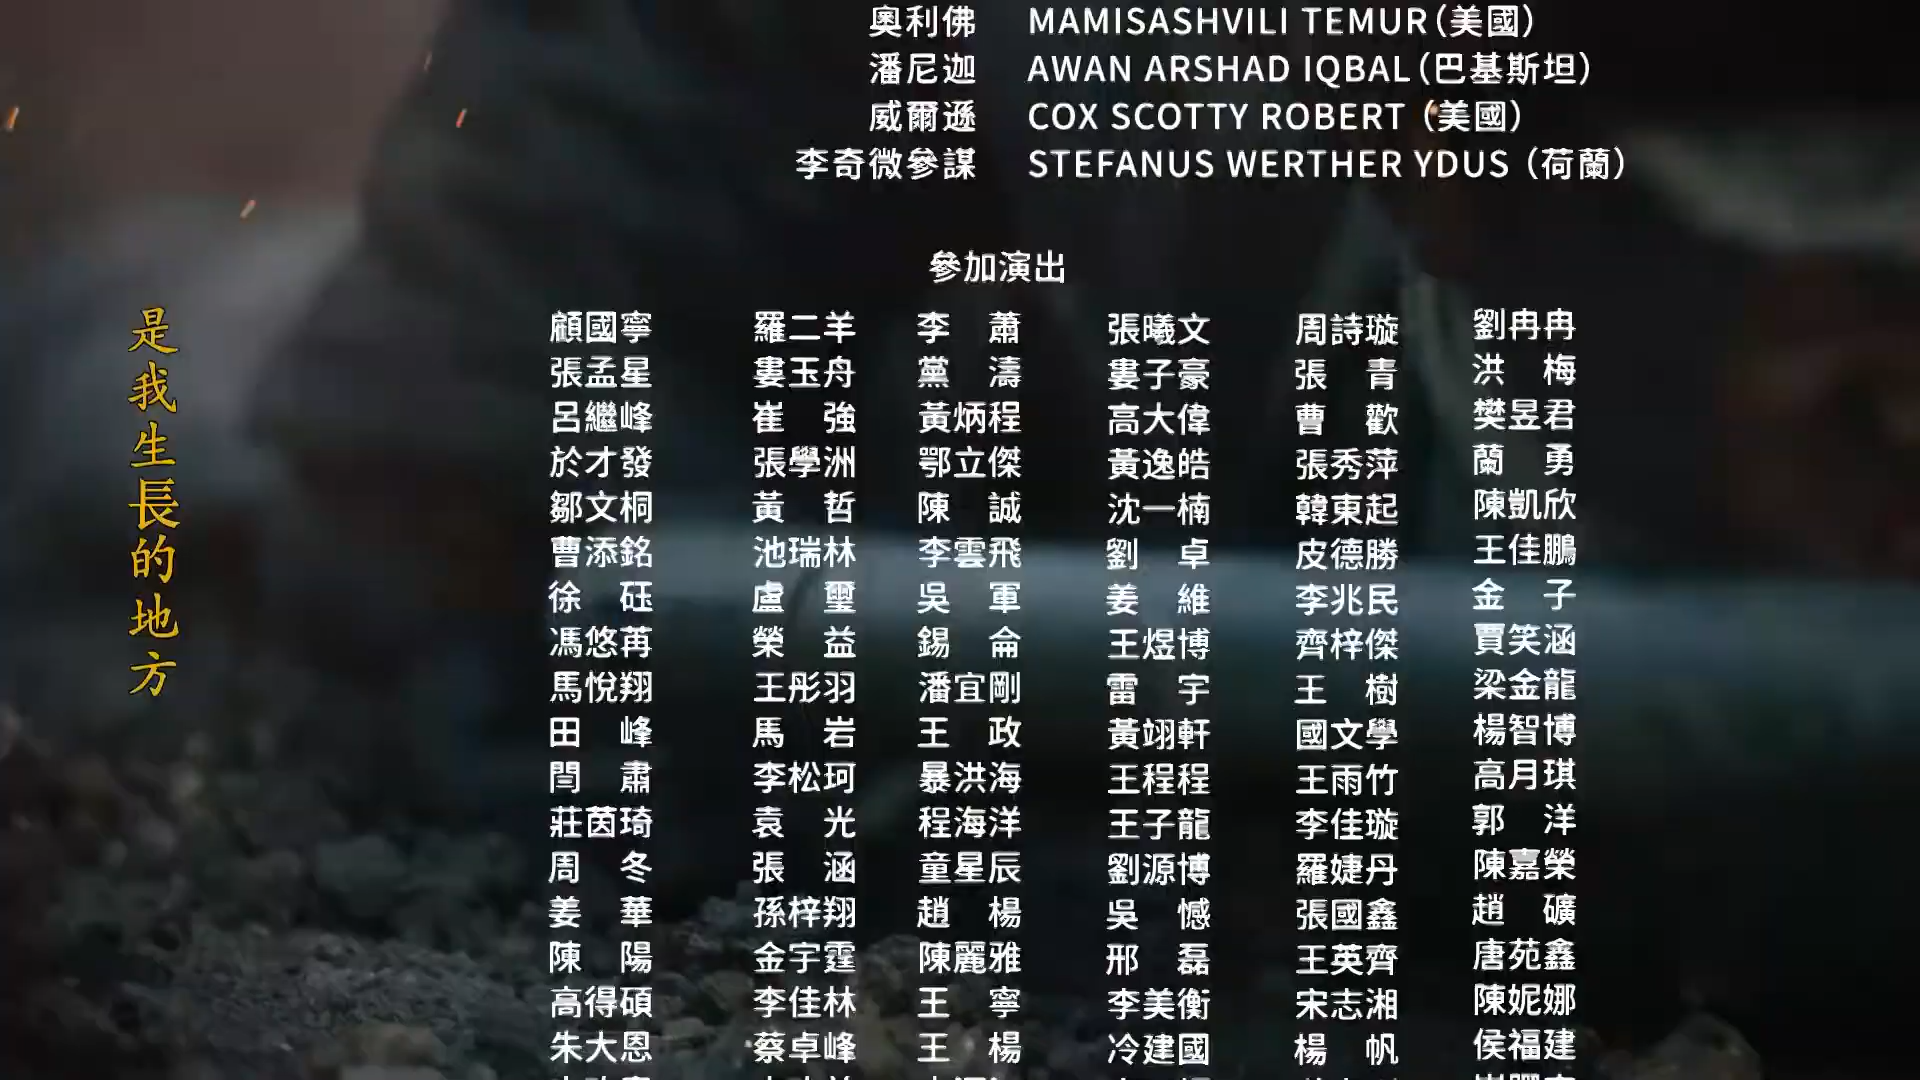 奧利佛 MAMISASHVILI TEMUR（美國）
潘尼迦 AWAN ARSHAD IQBAL（巴基斯坦）
威爾遜 COX SCOTTY ROBERT （美國）
李奇微參謀 STEFANUS WERTHER YDUS （荷蘭）
參加演出
顧國寧 羅二羊 李蕭 張曦文 周詩璇 劉冉冉
張孟星 婁玉舟 黨濤 婁子豪 張青 洪梅
呂繼峰 崔強 黃炳程 高大偉 曹歡 樊昱君
於才發 張學洲 鄂立傑 黃逸皓 張秀萍 蘭勇
鄒文桐 黃哲 陳誠 沈一楠 韓東起 陳凱欣
曹添銘 池瑞林 李雲飛 劉卓 皮德勝 王佳鵬
徐砡 盧璽 吳軍 姜維 李兆民 金子
馮悠苒 榮益 錫侖 王煜博 齊梓傑 賈笑涵
馬悅翔 王彤羽 潘宜剛 雷宇 王樹 梁金龍
田峰 馬岩 王政 黃翊軒 國文學 楊智博
閆肅 李松珂 暴洪海 王程程 王雨竹 高月琪
莊茵琦 袁光 程海洋 王子龍 李佳璇 郭洋
周冬 張涵 童星辰 劉源博 羅婕丹 陳嘉榮
姜華 孫梓翔 趙楊 吳憾 張國鑫 趙礦
陳陽 金宇霆 陳麗雅 邢磊 王英齊 唐苑鑫
高得碩 李佳林 王寧 李美衡 宋志湘 陳妮娜
朱大恩 蔡卓峰 王楊 冷建國 楊帆 侯福建
是我生長的地方